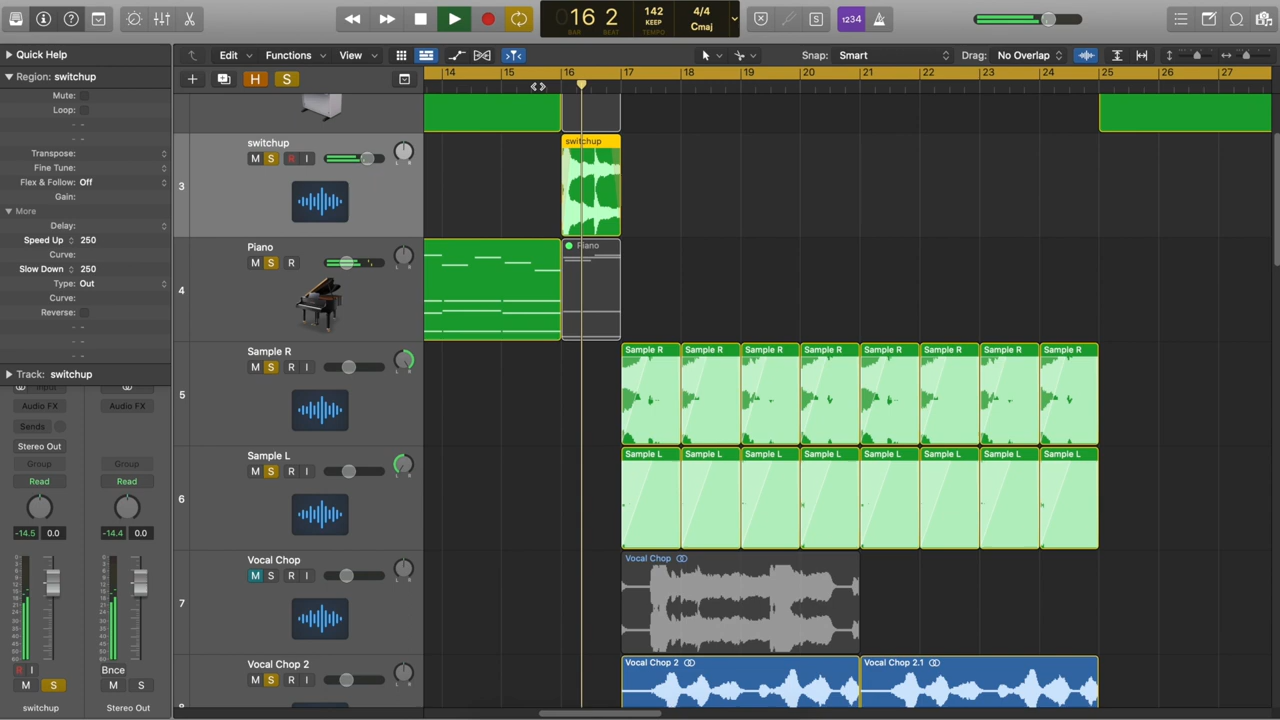 16 2
BAR BEAT
142
KEEP
TEMPO
4/4
Cmaj
1234
S
Quick Help
Edit
Functions
View
Snap: Smart
Drag: No Overlap
Region: switchup
H S
14 15 16 17 18 19 20 21 22 23 24 25 26 27
Mute:
Loop:
Transpose:
Fine Tune:
Flex & Follow: Off
Gain:
More
Delay:
Speed Up 250
Curve:
Slow Down 250
Type: Out
Curve:
Reverse:
Track: switchup
Input
Audio FX Audio FX
Sends
Stereo Out
Group Group
Read Read
-14.5 0.0 -14.4 0.0
R I
Bnce
M S M S
switchup Stereo Out
3
switchup
M S R I
L R
switchup
4
Piano
M S R
L R
Piano
5
Sample R
M S R I
L R
Sample R Sample R Sample R Sample R Sample R Sample R Sample R Sample R
6
Sample L
M S R I
L R
Sample L Sample L Sample L Sample L Sample L Sample L Sample L Sample L
7
Vocal Chop
M S R I
L R
Vocal Chop
Vocal Chop 2
M S R I
L R
Vocal Chop 2 Vocal Chop 2.1